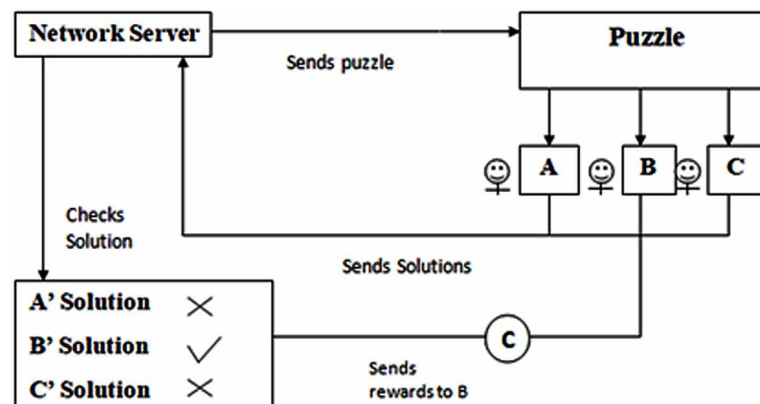 Network Server
Puzzle
Sends puzzle
A
B
C
Checks
Solution
Sends Solutions
A' Solution
B' Solution
C' Solution
C
Sends
rewards to B